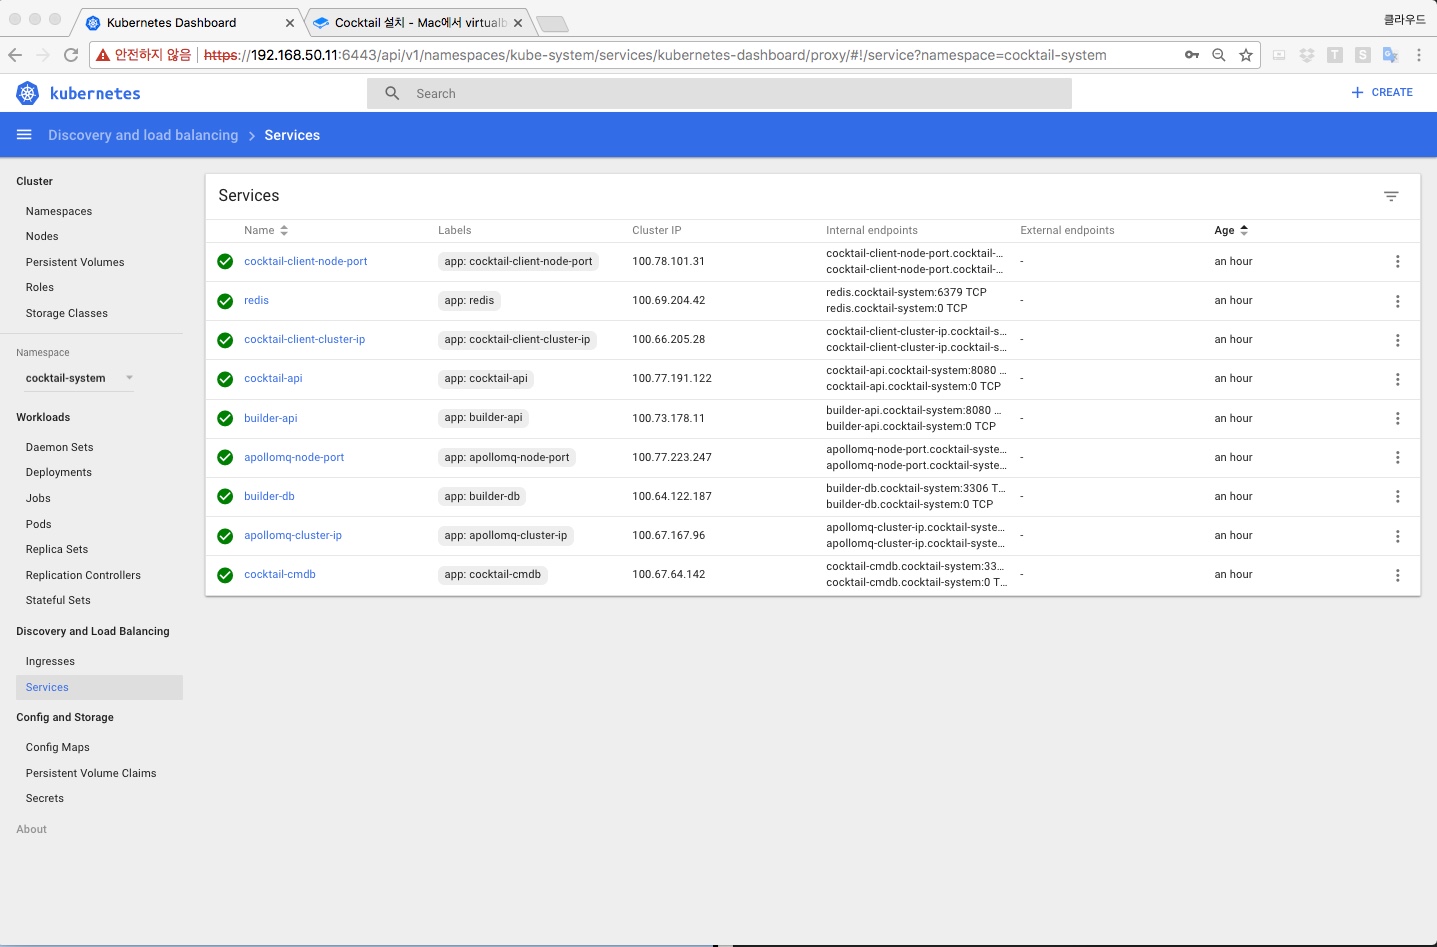 Kubernetes Dashboard
Cocktail 설치 - Mac에서 virtualb
클라우드
안전하지 않음 https://192.168.50.11:6443/api/v1/namespaces/kube-system/services/kubernetes-dashboard/proxy/#!/service?namespace=cocktail-system
kubernetes
Search
+ CREATE
Discovery and load balancing > Services
Cluster
Namespaces
Nodes
Persistent Volumes
Roles
Storage Classes
Namespace
cocktail-system
Workloads
Daemon Sets
Deployments
Jobs
Pods
Replica Sets
Replication Controllers
Stateful Sets
Discovery and Load Balancing
Ingresses
Services
Config and Storage
Config Maps
Persistent Volume Claims
Secrets
About
Services
Name Labels Cluster IP Internal endpoints External endpoints Age
cocktail-client-node-port app: cocktail-client-node-port 100.78.101.31 cocktail-client-node-port.cocktail-... - an hour
cocktail-client-node-port.cocktail-...
redis app: redis 100.69.204.42 redis.cocktail-system:6379 TCP - an hour
redis.cocktail-system:0 TCP
cocktail-client-cluster-ip app: cocktail-client-cluster-ip 100.66.205.28 cocktail-client-cluster-ip.cocktail-s... - an hour
cocktail-client-cluster-ip.cocktail-s...
cocktail-api app: cocktail-api 100.77.191.122 cocktail-api.cocktail-system:8080 ... - an hour
cocktail-api.cocktail-system:0 TCP
builder-api app: builder-api 100.73.178.11 builder-api.cocktail-system:8080 ... - an hour
builder-api.cocktail-system:0 TCP
apollomq-node-port app: apollomq-node-port 100.77.223.247 apollomq-node-port.cocktail-syste... - an hour
apollomq-node-port.cocktail-syste...
builder-db app: builder-db 100.64.122.187 builder-db.cocktail-system:3306 T... - an hour
builder-db.cocktail-system:0 TCP
apollomq-cluster-ip app: apollomq-cluster-ip 100.67.167.96 apollomq-cluster-ip.cocktail-syste... - an hour
apollomq-cluster-ip.cocktail-syste...
cocktail-cmdb app: cocktail-cmdb 100.67.64.142 cocktail-cmdb.cocktail-system:33... - an hour
cocktail-cmdb.cocktail-system:0 T...